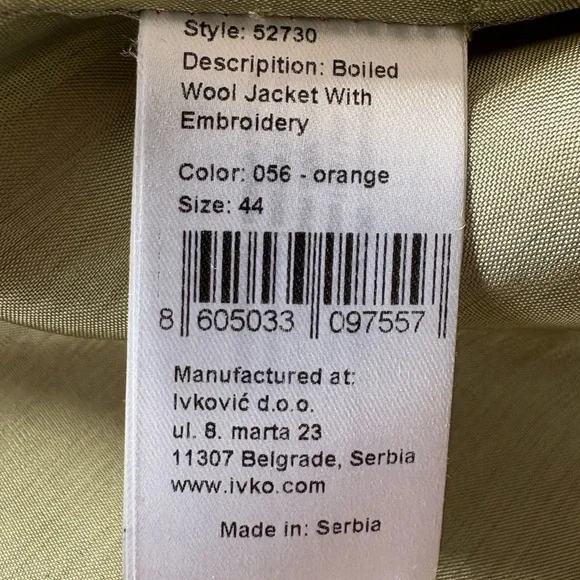 Style: 52730
Descripition: Boiled
Wool Jacket With
Embroidery
Color: 056 - orange
Size: 44
8 605033 097557
Manufactured at:
Ivković d.o.o.
ul. 8. marta 23
11307 Belgrade, Serbia
www.ivko.com
Made in: Serbia